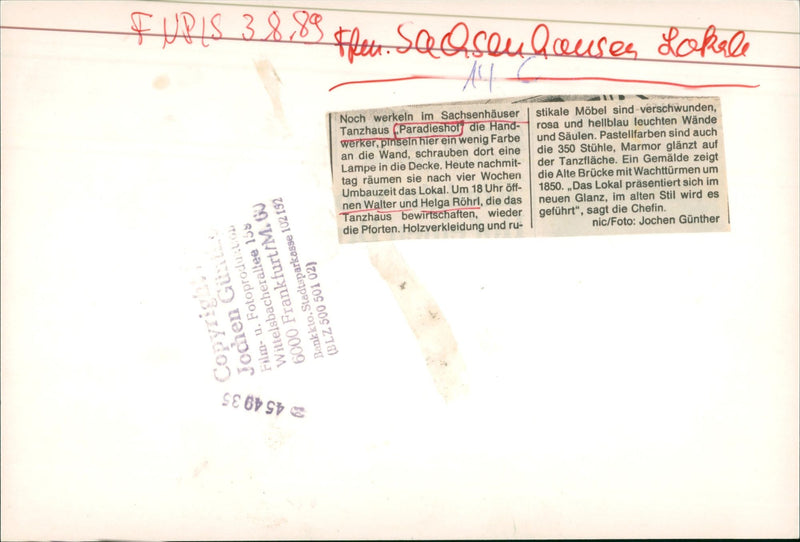 FNP/S 3.8.89
Ffm. Sachsenhausen Lokale
Noch werkeln im Sachsenhäuser
Tanzhaus „Paradieshof“ die Hand-
werker, pinseln hier ein wenig Farbe
an die Wand, schrauben dort eine
Lampe in die Decke. Heute nachmit-
tag räumen sie nach vier Wochen
Umbauzeit das Lokal. Um 18 Uhr öff-
nen Walter und Helga Röhrl, die das
Tanzhaus bewirtschaften, wieder
die Pforten. Holzverkleidung und ru-
stikale Möbel sind verschwunden,
rosa und hellblau leuchten Wände
und Säulen. Pastellfarben sind auch
die 350 Stühle, Marmor glänzt auf
der Tanzfläche. Ein Gemälde zeigt
die Alte Brücke mit Wachttürmen um
1850. „Das Lokal präsentiert sich im
neuen Glanz, im alten Stil wird es
geführt“, sagt die Chefin.
nic/Foto: Jochen Günther
Copyright
Jochen Günther
Film- u. Fotoproduktion
Wittelsbacherallee 159
6000 Frankfurt/M. 60
Bankkto. Stadtsparkasse 102192
(BLZ 500 501 02)
454935